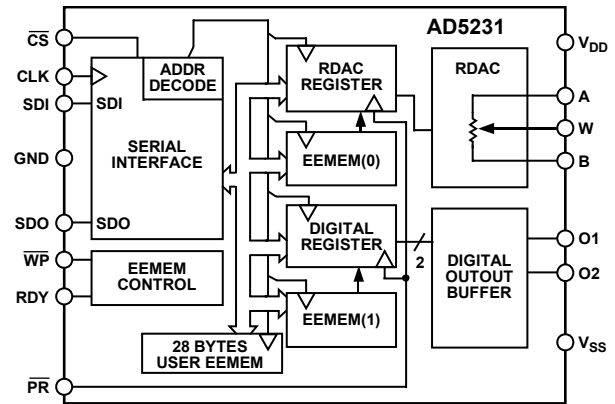 AD5231
CS
CLK
SDI
GND
SDO
WP
RDY
PR
ADDR
DECODE
SDI
SERIAL
INTERFACE
SDO
EEMEM
CONTROL
28 BYTES
USER EEMEM
RDAC
REGISTER
EEMEM(0)
DIGITAL
REGISTER
EEMEM(1)
2
RDAC
DIGITAL
OUTOUT
BUFFER
VDD
A
W
B
O1
O2
VSS